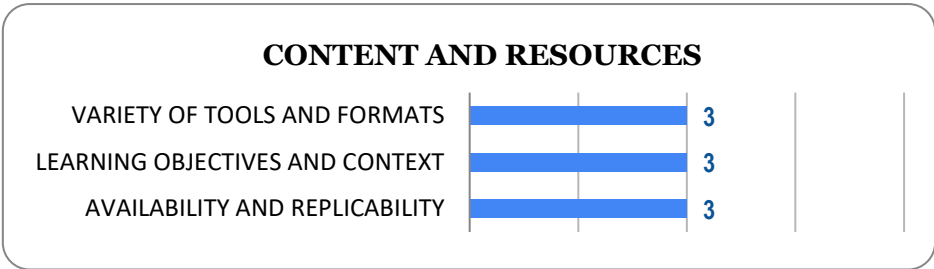 CONTENT AND RESOURCES
VARIETY OF TOOLS AND FORMATS 3
LEARNING OBJECTIVES AND CONTEXT 3
AVAILABILITY AND REPLICABILITY 3